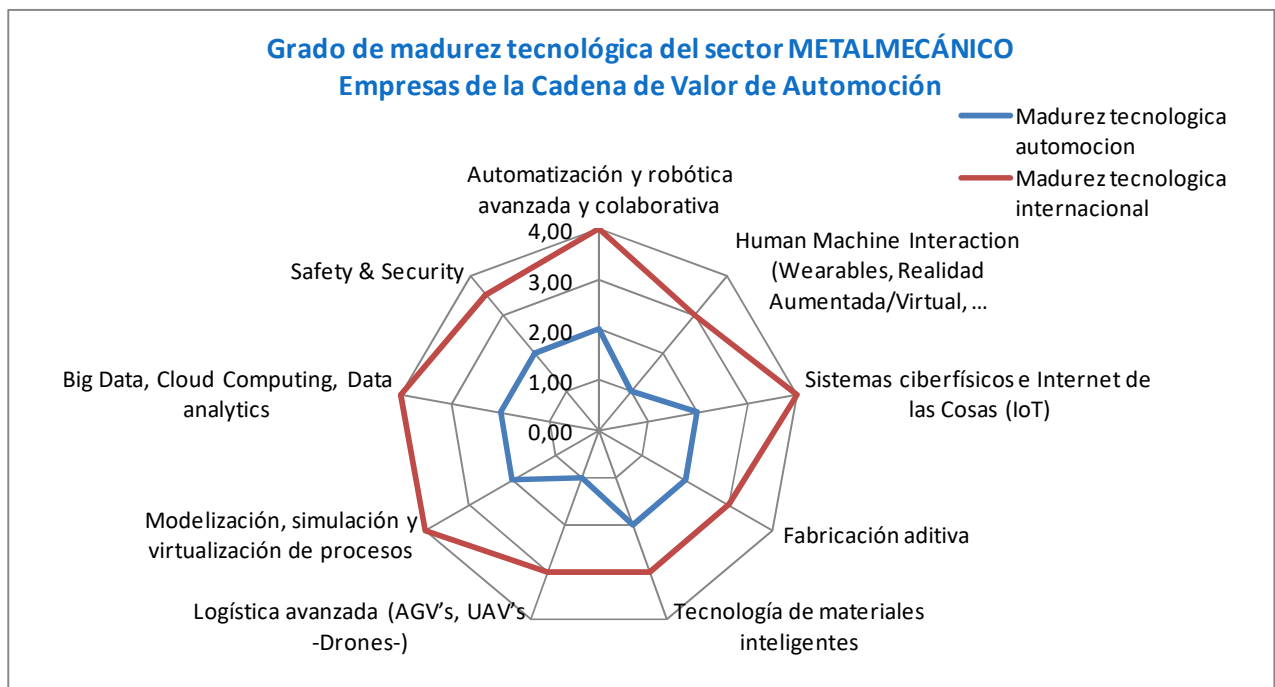 Grado de madurez tecnológica del sector METALMECÁNICO
Empresas de la Cadena de Valor de Automoción
Madurez tecnologica
automocion
Madurez tecnologica
internacional
Automatización y robótica
avanzada y colaborativa
Human Machine Interaction
(Wearables, Realidad
Aumentada/Virtual, ...
Sistemas ciberfísicos e Internet de
las Cosas (IoT)
Fabricación aditiva
Tecnología de materiales
inteligentes
Logística avanzada (AGV's, UAV's
-Drones-)
Modelización, simulación y
virtualización de procesos
Big Data, Cloud Computing, Data
analytics
Safety & Security
4,00
3,00
2,00
1,00
0,00